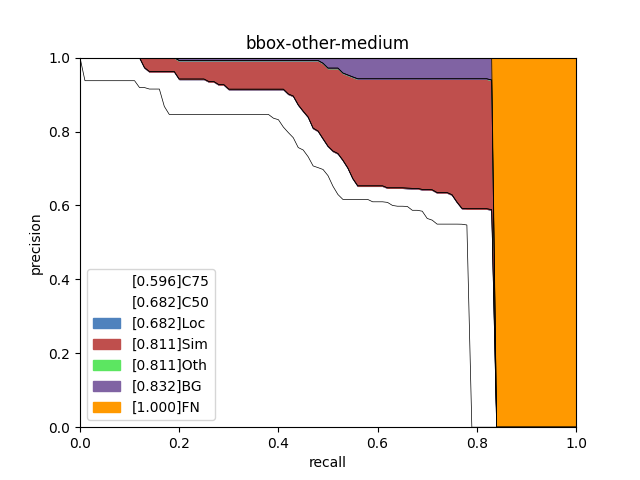 bbox-other-medium
1.0
0.8
0.6
0.4
0.2
0.0
precision
[0.596]C75
[0.682]C50
[0.682]Loc
[0.811]Sim
[0.811]Oth
[0.832]BG
[1.000]FN
0.0 0.2 0.4 0.6 0.8 1.0
recall